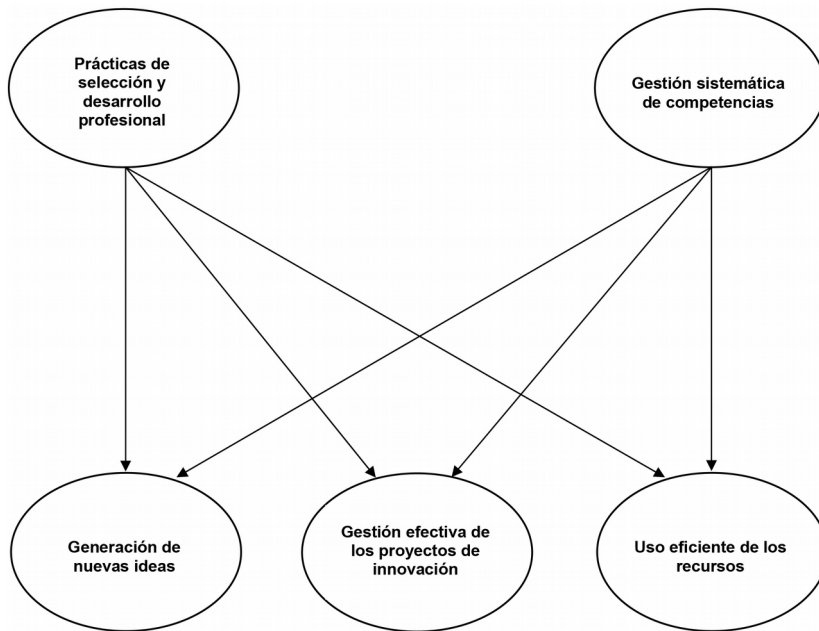 Prácticas de
selección y
desarrollo
profesional
Gestión sistemática
de competencias
Generación de
nuevas ideas
Gestión efectiva de
los proyectos de
innovación
Uso eficiente de los
recursos